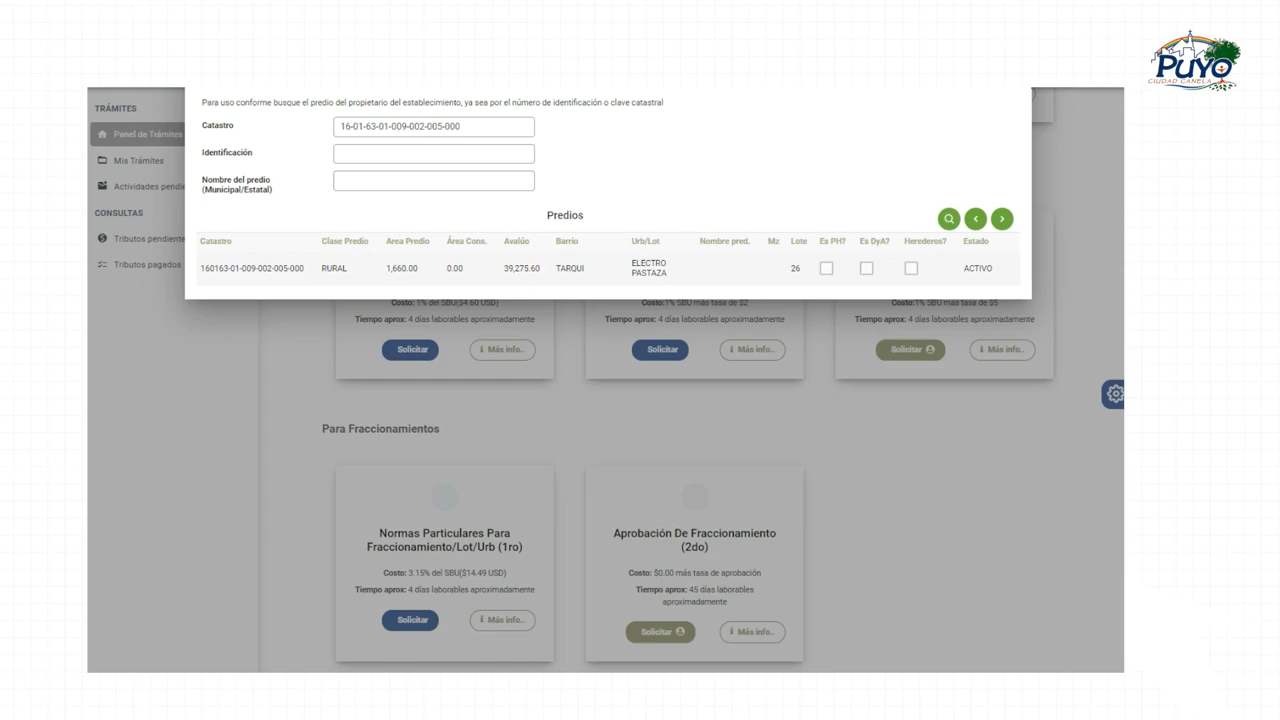 PUYO
CIUDAD CANELA
TRÁMITES
Panel de Trámites
Mis Trámites
Actividades pendie
CONSULTAS
Tributos pendiente
Tributos pagados
Para uso conforme busque el predio del propietario del establecimiento, ya sea por el número de identificación o clave catastral
Catastro
16-01-63-01-009-002-005-000
Identificación
Nombre del predio
(Municipal/Estatal)
Predios
Catastro Clase Predio Area Predio Área Cons. Avalúo Barrio Urb/Lot Nombre pred. Mz Lote Es PH? Es DyA? Herederos? Estado
160163-01-009-002-005-000 RURAL 1,660.00 0.00 39,275.60 TARQUI ELECTRO PASTAZA 26 ACTIVO
Costo: 1% del SBU($4.60 USD)
Tiempo aprox: 4 días laborables aproximadamente
Solicitar Más info..
Costo:1% SBU más tasa de $2
Tiempo aprox: 4 días laborables aproximadamente
Solicitar Más info..
Costo: 1% SBU más tasa de $5
Tiempo aprox: 4 días laborables aproximadamente
Solicitar Más info..
Para Fraccionamientos
Normas Particulares Para
Fraccionamiento/Lot/Urb (1ro)
Costo: 3.15% del SBU($14.49 USD)
Tiempo aprox: 4 días laborables aproximadamente
Solicitar Más info..
Aprobación De Fraccionamiento
(2do)
Costo: $0.00 más tasa de aprobación
Tiempo aprox: 45 días laborables
aproximadamente
Solicitar Más info..